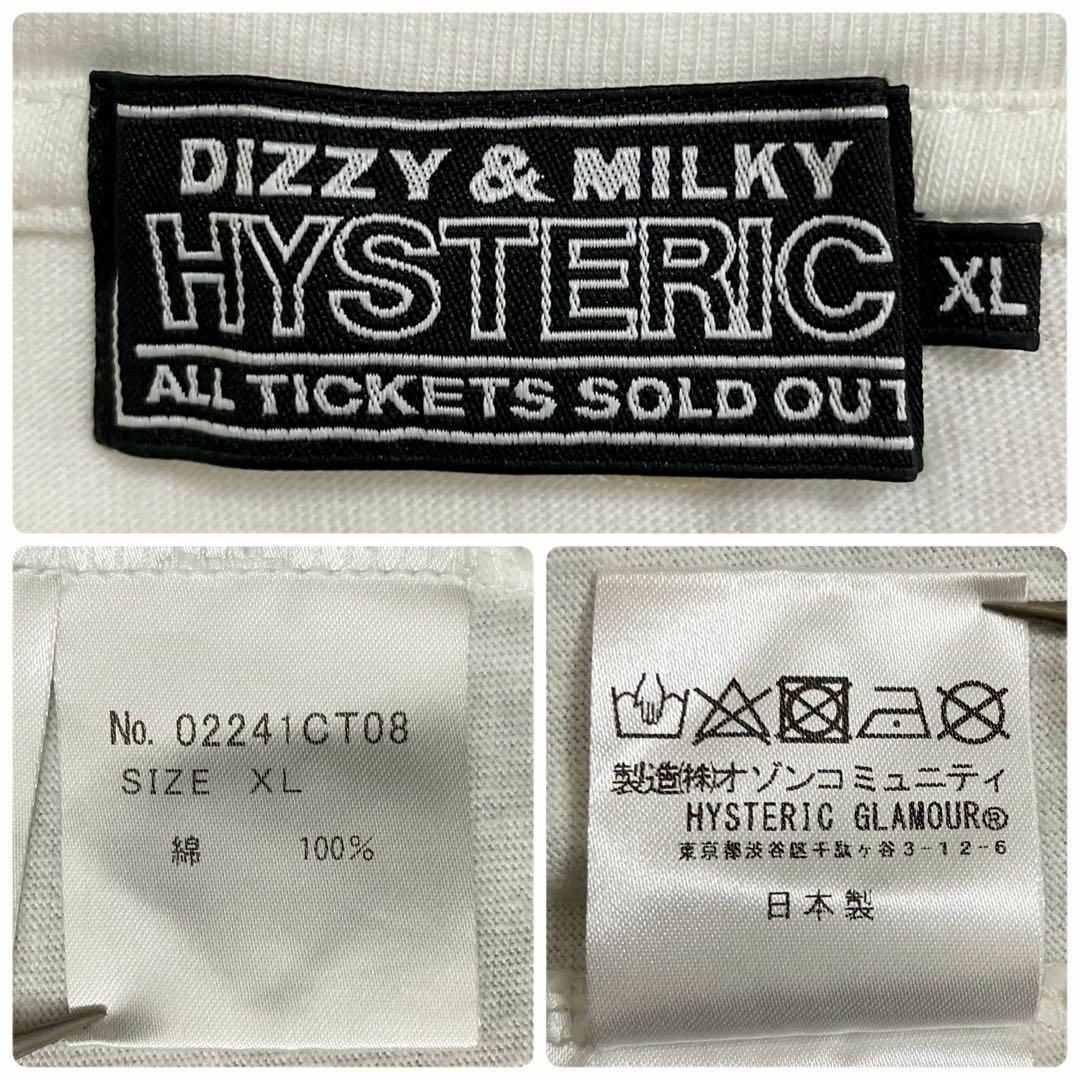 DIZZY & MILKY
HYSTERIC
ALL TICKETS SOLD OUT
XL
No. 02241CT08
SIZE XL
綿 100%
製造(株)オゾンコミュニティ
HYSTERIC GLAMOUR®
東京都渋谷区千駄ヶ谷3-12-6
日本製